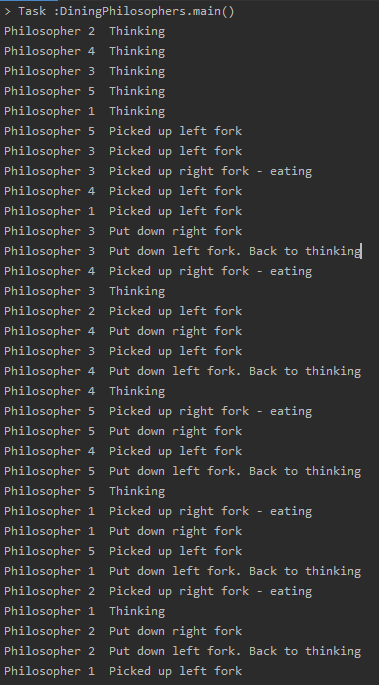 > Task :DiningPhilosophers.main()
Philosopher 2  Thinking
Philosopher 4  Thinking
Philosopher 3  Thinking
Philosopher 5  Thinking
Philosopher 1  Thinking
Philosopher 5  Picked up left fork
Philosopher 3  Picked up left fork
Philosopher 3  Picked up right fork - eating
Philosopher 4  Picked up left fork
Philosopher 1  Picked up left fork
Philosopher 3  Put down right fork
Philosopher 3  Put down left fork. Back to thinking
Philosopher 4  Picked up right fork - eating
Philosopher 3  Thinking
Philosopher 2  Picked up left fork
Philosopher 4  Put down right fork
Philosopher 3  Picked up left fork
Philosopher 4  Put down left fork. Back to thinking
Philosopher 4  Thinking
Philosopher 5  Picked up right fork - eating
Philosopher 5  Put down right fork
Philosopher 4  Picked up left fork
Philosopher 5  Put down left fork. Back to thinking
Philosopher 5  Thinking
Philosopher 1  Picked up right fork - eating
Philosopher 1  Put down right fork
Philosopher 5  Picked up left fork
Philosopher 1  Put down left fork. Back to thinking
Philosopher 2  Picked up right fork - eating
Philosopher 1  Thinking
Philosopher 2  Put down right fork
Philosopher 2  Put down left fork. Back to thinking
Philosopher 1  Picked up left fork